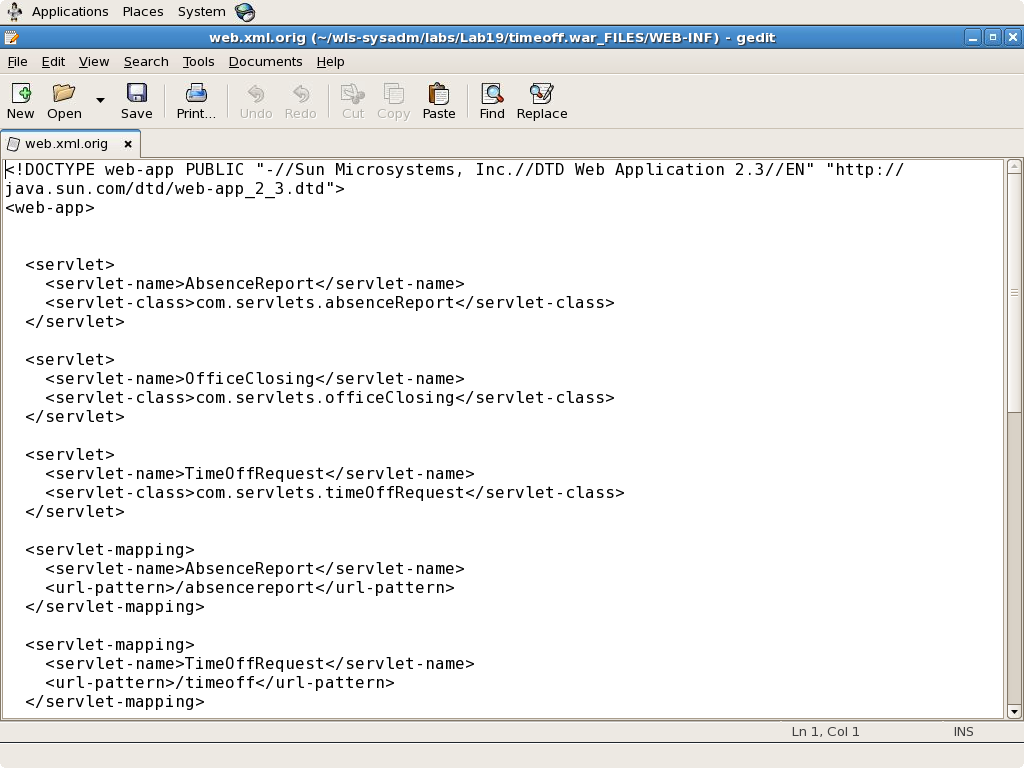 Applications Places System
web.xml.orig (~/wls-sysadm/labs/Lab19/timeoff.war_FILES/WEB-INF) - gedit
File Edit View Search Tools Documents Help
New Open Save Print... Undo Redo Cut Copy Paste Find Replace
web.xml.orig
<!DOCTYPE web-app PUBLIC "-//Sun Microsystems, Inc.//DTD Web Application 2.3//EN" "http://
java.sun.com/dtd/web-app_2_3.dtd">
<web-app>
<servlet>
<servlet-name>AbsenceReport</servlet-name>
<servlet-class>com.servlets.absenceReport</servlet-class>
</servlet>
<servlet>
<servlet-name>OfficeClosing</servlet-name>
<servlet-class>com.servlets.officeClosing</servlet-class>
</servlet>
<servlet>
<servlet-name>TimeOffRequest</servlet-name>
<servlet-class>com.servlets.timeOffRequest</servlet-class>
</servlet>
<servlet-mapping>
<servlet-name>AbsenceReport</servlet-name>
<url-pattern>/absencereport</url-pattern>
</servlet-mapping>
<servlet-mapping>
<servlet-name>TimeOffRequest</servlet-name>
<url-pattern>/timeoff</url-pattern>
</servlet-mapping>
Ln 1, Col 1 INS